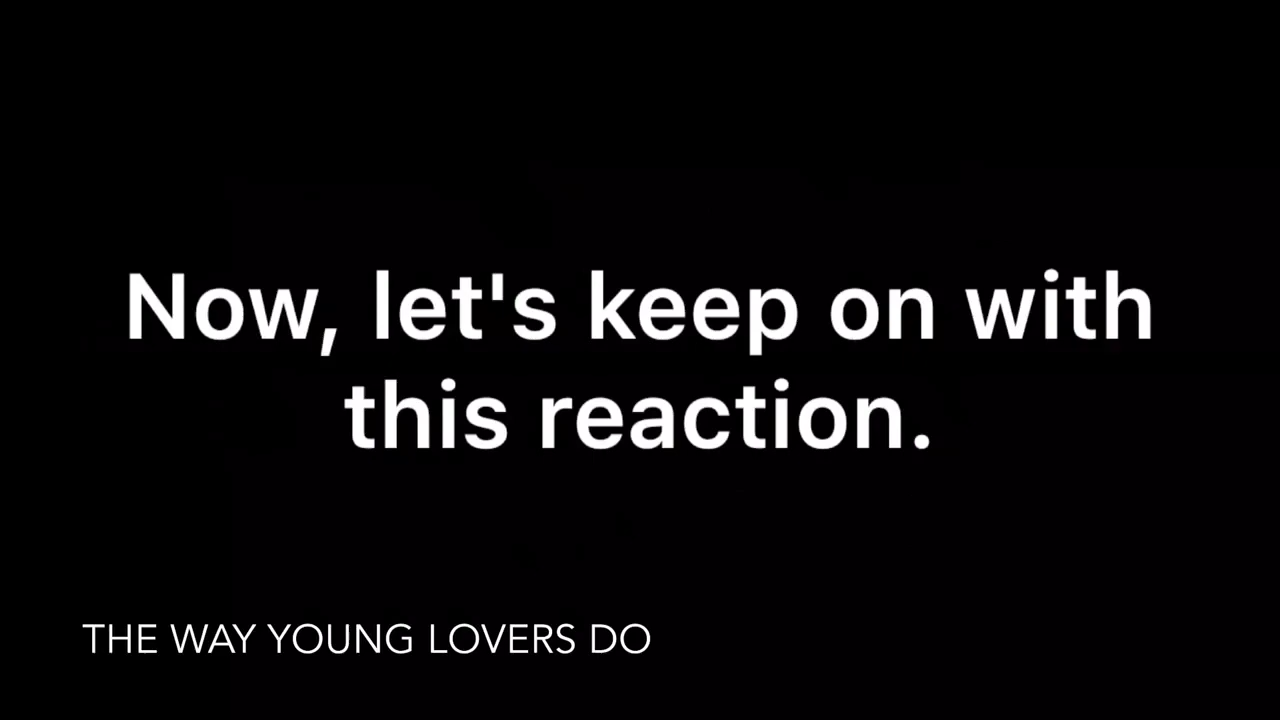 Now, let's keep on with
this reaction.
THE WAY YOUNG LOVERS DO